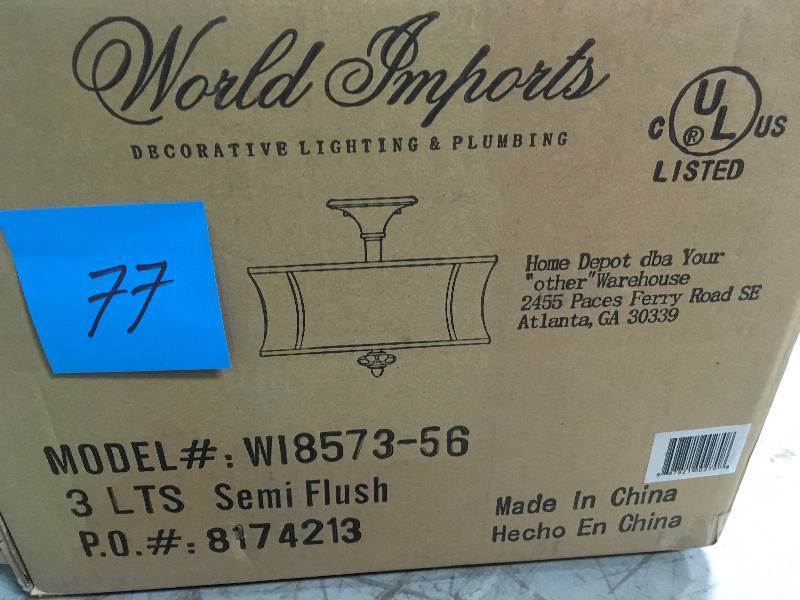 World Imports
DECORATIVE LIGHTING & PLUMBING
C UL ® US
LISTED
77
Home Depot dba Your
"other"Warehouse
2455 Paces Ferry Road SE
Atlanta, GA 30339
MODEL#: WI8573-56
3 LTS Semi Flush
P.O.#: 8174213
Made In China
Hecho En China